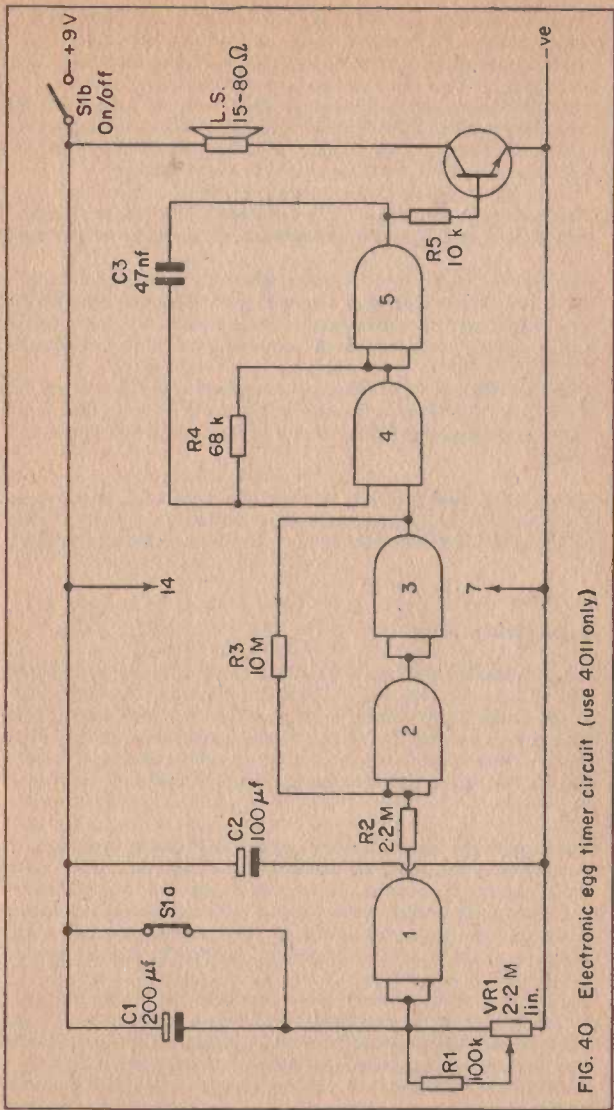 S1b
On/off
+9V
L.S.
15-80Ω
-ve
C3
47nf
R5
10 k
5
R4
68 k
4
14
7
R3
10 M
3
2
C2
100 µf
R2
2·2 M
S1a
C1
200 µf
1
R1
100k
VR1
2·2 M
lin.
FIG. 40 Electronic egg timer circuit (use 4011 only)